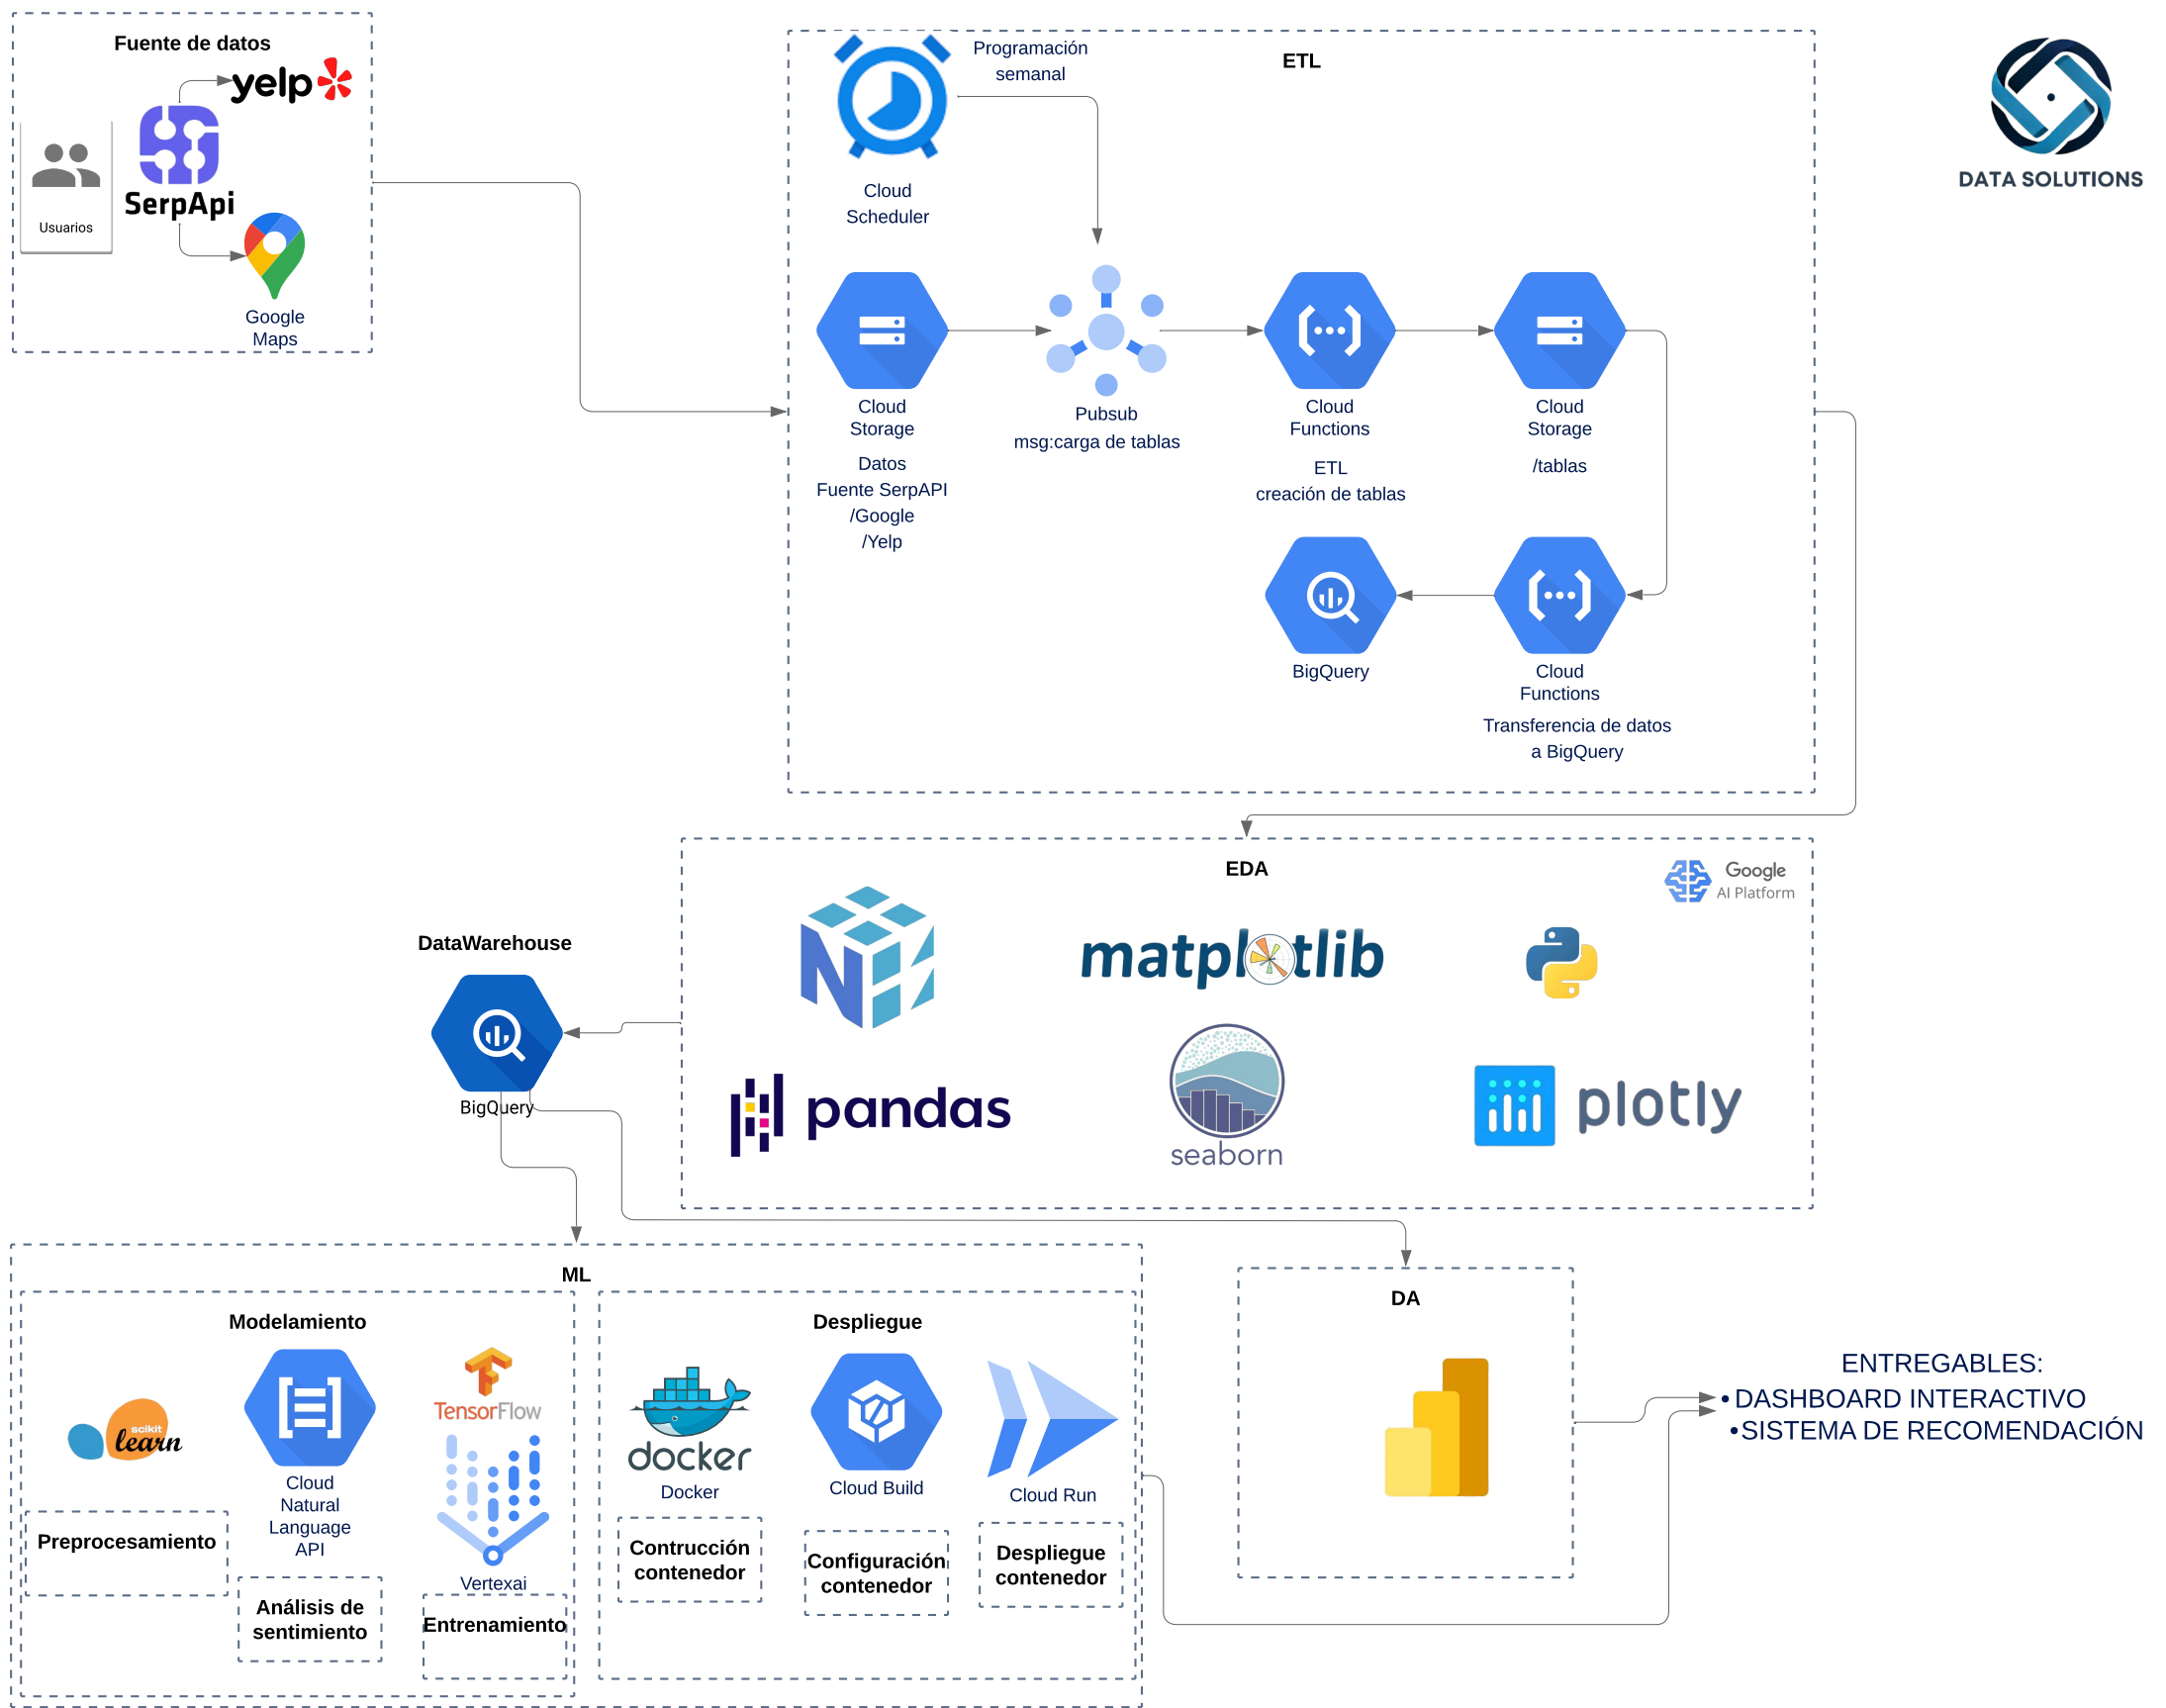 Fuente de datos
yelp
Usuarios
SerpApi
Google
Maps
ETL
Programación
semanal
Cloud
Scheduler
Cloud
Storage
Datos
Fuente SerpAPI
/Google
/Yelp
Pubsub
msg:carga de tablas
Cloud
Functions
ETL
creación de tablas
Cloud
Storage
/tablas
BigQuery
Cloud
Functions
Transferencia de datos
a BigQuery
DATA SOLUTIONS
EDA
Google
AI Platform
matplotlib
pandas
seaborn
plotly
DataWarehouse
BigQuery
ML
Modelamiento
scikit
learn
Preprocesamiento
Cloud
Natural
Language
API
Análisis de
sentimiento
TensorFlow
Vertexai
Entrenamiento
Despliegue
docker
Docker
Contrucción
contenedor
Cloud Build
Configuración
contenedor
Cloud Run
Despliegue
contenedor
DA
ENTREGABLES:
• DASHBOARD INTERACTIVO
•SISTEMA DE RECOMENDACIÓN